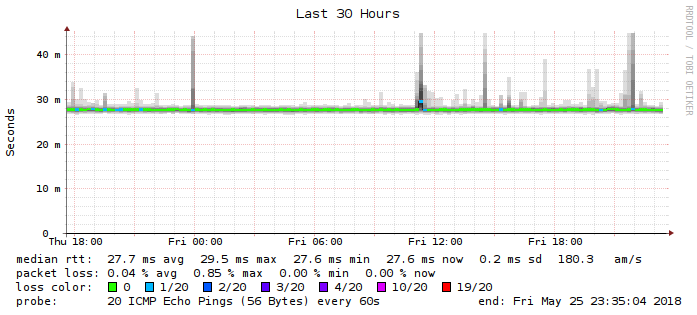 Last 30 Hours
RRDTOOL / TOBI OETIKER
Seconds
40 m
30 m
20 m
10 m
0
Thu 18:00 Fri 00:00 Fri 06:00 Fri 12:00 Fri 18:00
median rtt: 27.7 ms avg 29.5 ms max 27.6 ms min 27.6 ms now 0.2 ms sd 180.3 am/s
packet loss: 0.04 % avg 0.85 % max 0.00 % min 0.00 % now
loss color: 0 1/20 2/20 3/20 4/20 10/20 19/20
probe: 20 ICMP Echo Pings (56 Bytes) every 60s end: Fri May 25 23:35:04 2018